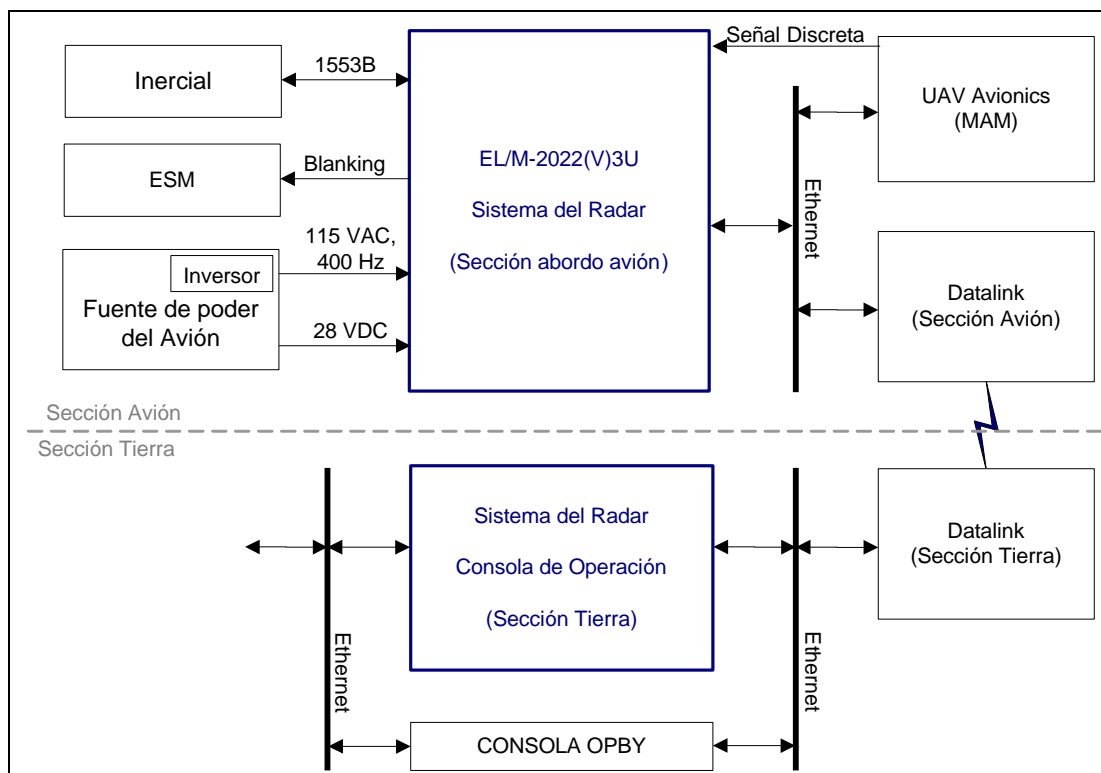 Señal Discreta
Inercial
1553B
UAV Avionics
(MAM)
EL/M-2022(V)3U
Sistema del Radar
(Sección abordo avión)
ESM
Blanking
Ethernet
115 VAC,
400 Hz
Inversor
Fuente de poder
del Avión
28 VDC
Datalink
(Sección Avión)
Sección Avión
Sección Tierra
Sistema del Radar
Consola de Operación
(Sección Tierra)
Datalink
(Sección Tierra)
Ethernet
Ethernet
CONSOLA OPBY